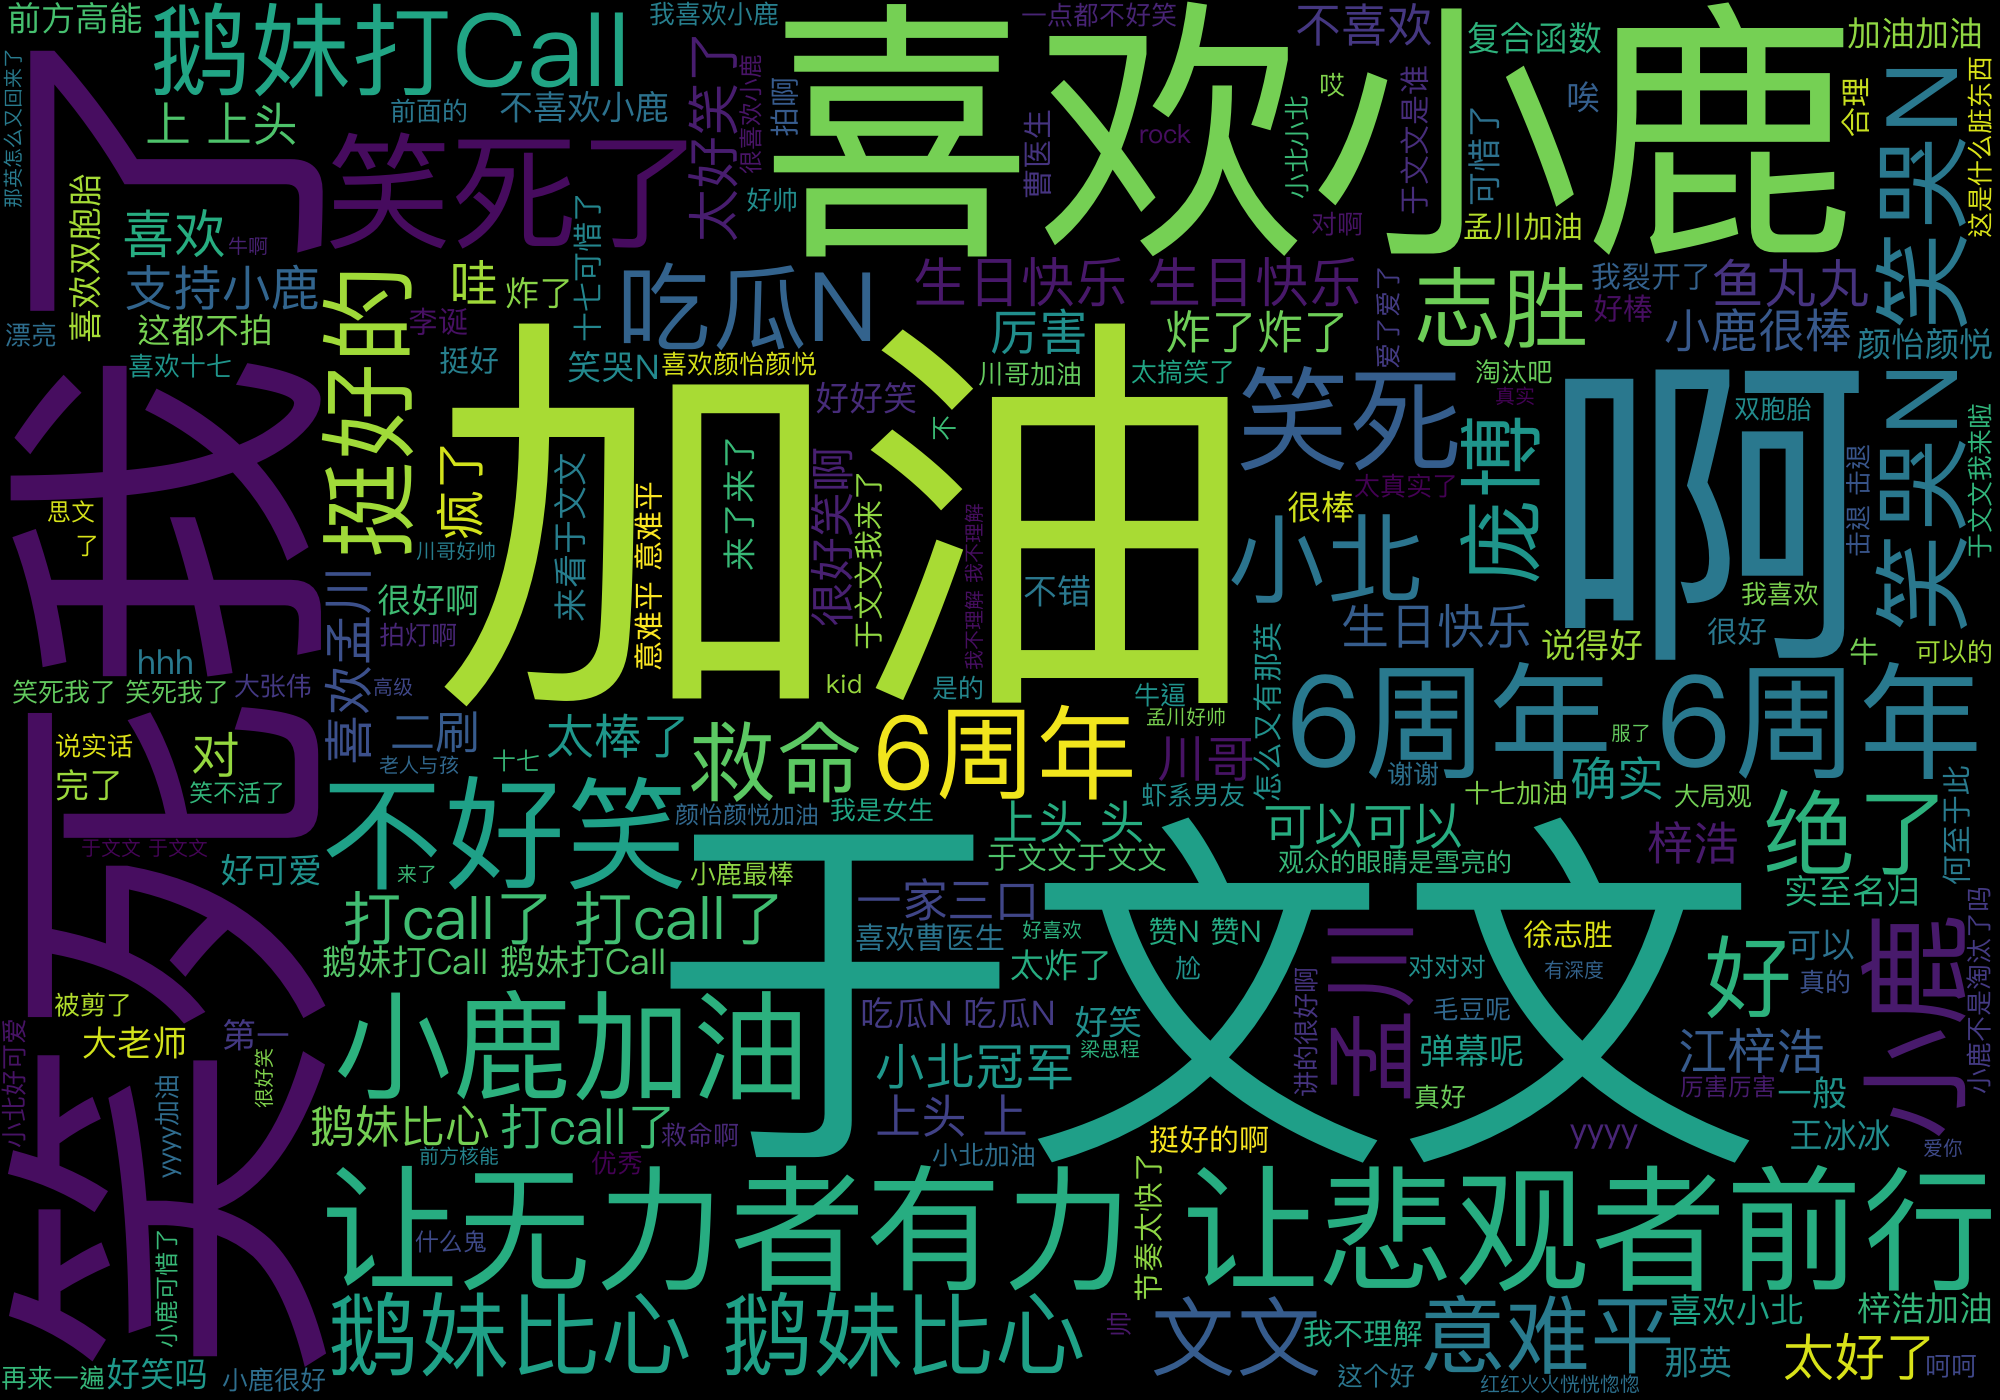 前方高能
鹅妹打Call
我喜欢小鹿
喜欢小鹿
一点都不好笑
不喜欢
复合函数
加油加油
那英怎么又回来了
笑死我了
上 上头
前面的
不喜欢小鹿
太好笑了
很喜欢小鹿
拍啊
曹医生
rock
小北小北
哎
于文文是谁
可惜了
唉
合理
笑哭N
这是什么脏东西
喜欢双胞胎
喜欢
牛啊
笑死了
好帅
对啊
孟川加油
支持小鹿
挺好的
哇
炸了
十七可惜了
吃瓜N
生日快乐 生日快乐
爱了爱了
志胜
我裂开了
鱼丸丸
漂亮
这都不拍
李诞
厉害
炸了炸了
好棒
小鹿很棒
颜怡颜悦
喜欢十七
挺好
笑哭N
喜欢颜怡颜悦
川哥加油
太搞笑了
淘汰吧
加油
好好笑
不
笑死
真实
双胞胎
啊
笑哭N
于文文我来啦
疯了
来看于文文
意难平 意难平
来了来了
很好笑啊
于文文我来了
我不理解 我不理解
太真实了
庞博
击退 击退
思文
了
川哥好帅
很棒
小北
喜欢孟川
很好啊
拍灯啊
不错
怎么又有那英
生日快乐
说得好
我喜欢
很好
牛
可以的
hhh
笑死我了 笑死我了
大张伟
高级
kid
是的
牛逼
孟川好帅
6周年 6周年
说实话
对
二刷
太棒了
救命
6周年
川哥
服了
完了
笑不活了
老人与孩
十七
谢谢
确实
虾系男友
十七加油
大局观
何至于此
不好笑
颜怡颜悦加油
我是女生
上头 头
可以可以
梓浩
绝了
于文文 于文文
好可爱
来了
小鹿最棒
于文文
于文文于文文
观众的眼睛是雪亮的
打call了 打call了
一家三口
实至名归
鹅妹打Call 鹅妹打Call
喜欢曹医生
好喜欢
赞N 赞N
徐志胜
好
可以
小鹿
小鹿不是淘汰了吗
太炸了
尬
讲的很好啊
孟川
对对对
有深度
真的
被剪了
小鹿加油
吃瓜N 吃瓜N
好笑
毛豆呢
小北好可爱
大老师
第一
很好笑
小北冠军
梁思程
弹幕呢
江梓浩
yyyy加油
鹅妹比心
打call了
救命啊
上头 上
真好
厉害厉害
一般
前方核能
优秀
小北加油
挺好的啊
yyyy
王冰冰
爱你
小鹿可惜了
什么鬼
让无力者有力 让悲观者前行
节奏太快了
鹅妹比心 鹅妹比心
帅
文文
我不理解
意难平
喜欢小北
梓浩加油
再来一遍
好笑吗
小鹿很好
这个好
那英
太好了
呵呵
红红火火恍恍惚惚